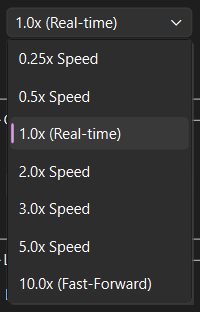 1.0x (Real-time)
0.25x Speed
0.5x Speed
1.0x (Real-time)
2.0x Speed
3.0x Speed
5.0x Speed
10.0x (Fast-Forward)